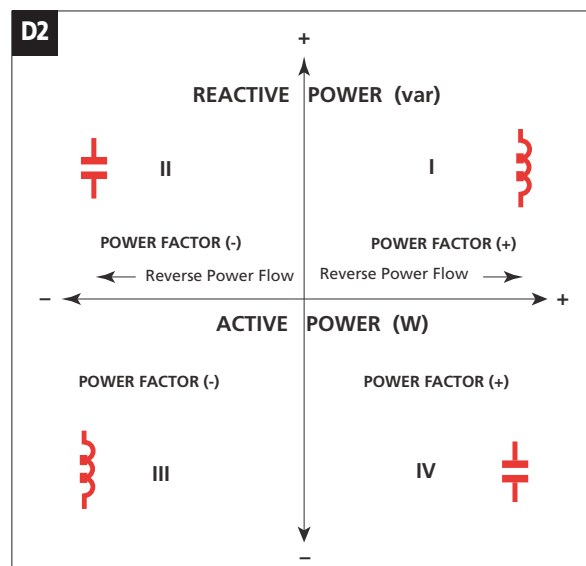 D2
+
REACTIVE POWER (var)
II
I
POWER FACTOR (-)
POWER FACTOR (+)
Reverse Power Flow
Reverse Power Flow
–
+
ACTIVE POWER (W)
POWER FACTOR (-)
POWER FACTOR (+)
III
IV
–